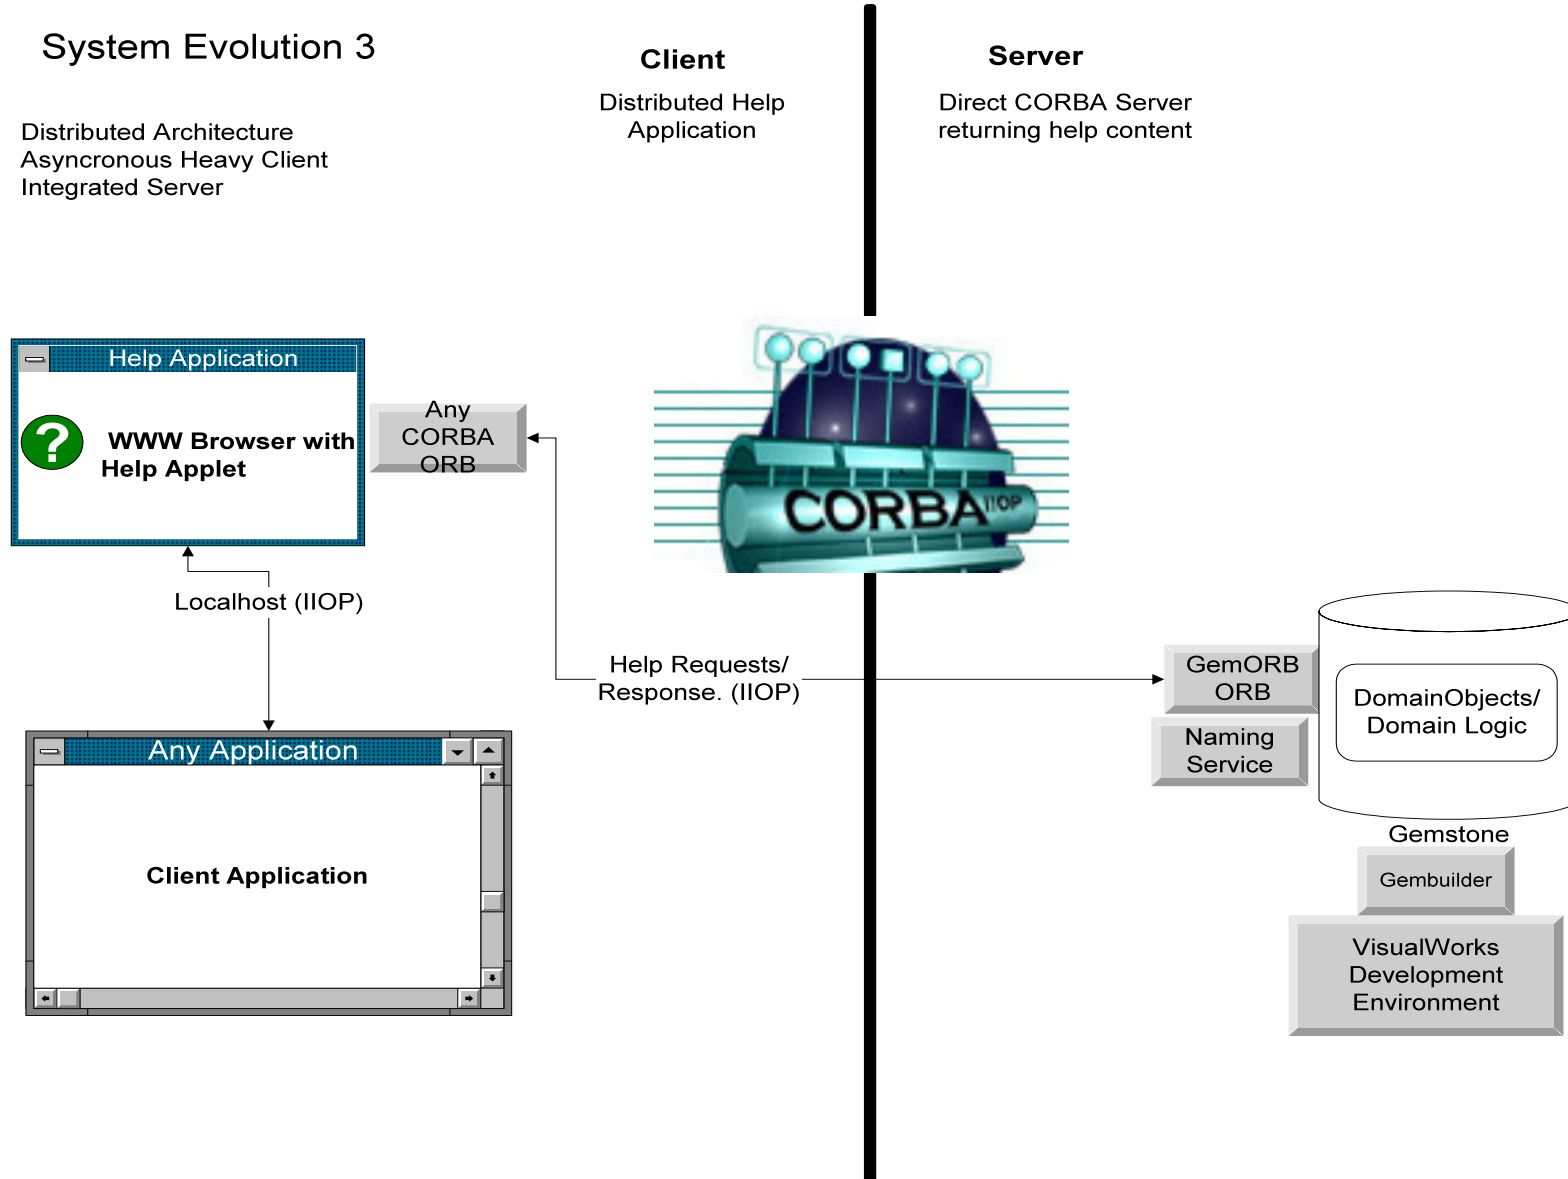 System Evolution 3
Client
Server
Distributed Help
Application
Direct CORBA Server
returning help content
Distributed Architecture
Asyncronous Heavy Client
Integrated Server
Help Application
?
WWW Browser with
Help Applet
Any
CORBA
ORB
CORBA IIOP
Localhost (IIOP)
Help Requests/
Response. (IIOP)
GemORB
ORB
Naming
Service
DomainObjects/
Domain Logic
Gemstone
Gembuilder
VisualWorks
Development
Environment
Any Application
Client Application